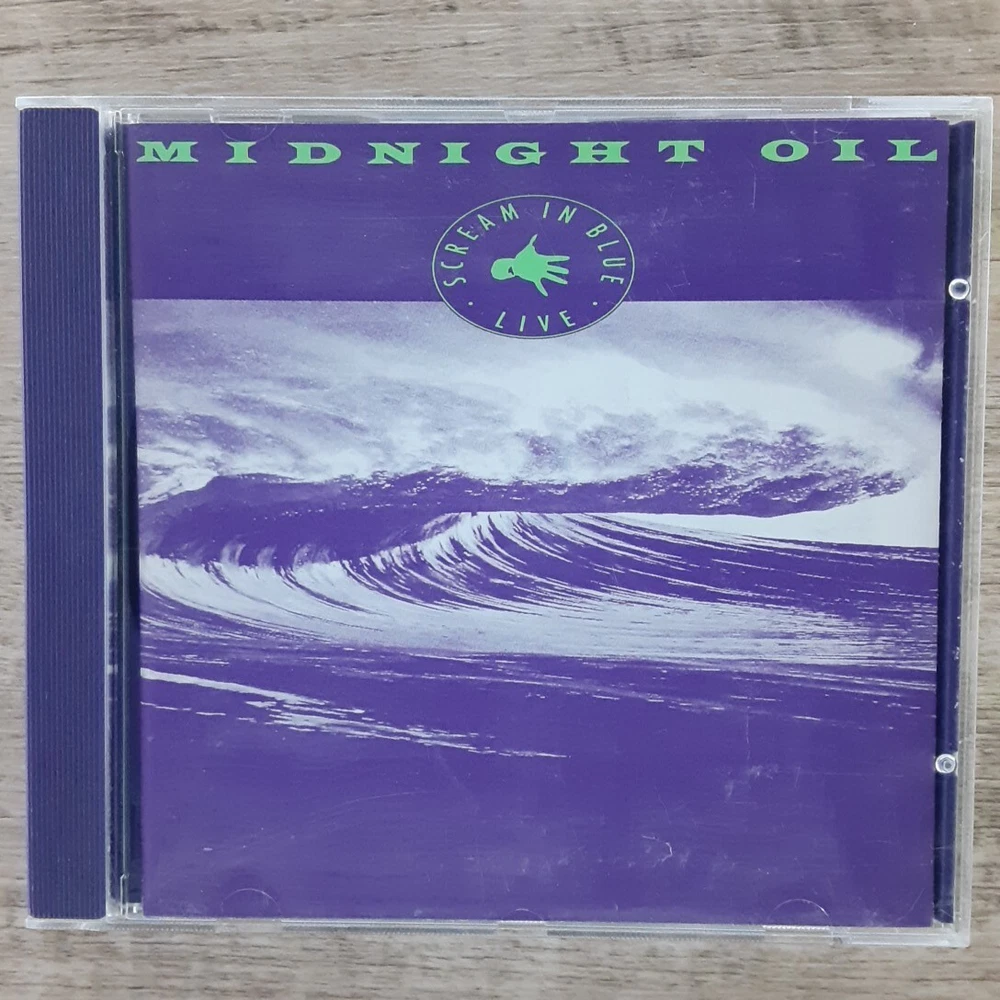 MIDNIGHT OIL
SCREAM IN BLUE
· LIVE ·